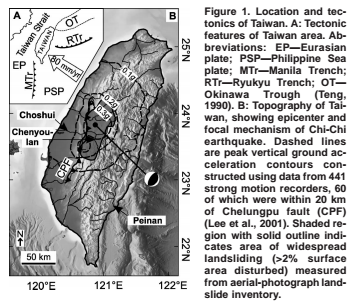 A
Taiwan Strait
OT
TAIWAN
RTr
EP
MTr
80 mm/yr
PSP
B
25°N
0.1g
0.2g
0.3g
24°N
Choshui
Chenyou-
lan
CPF
23°N
Peinan
N
50 km
22°N
120°E
121°E
122°E
Figure 1. Location and tec-
tonics of Taiwan. A: Tectonic
features of Taiwan area. Ab-
breviations: EP—Eurasian
plate; PSP—Philippine Sea
plate; MTr—Manila Trench;
RTr—Ryukyu Trench; OT—
Okinawa Trough (Teng,
1990). B: Topography of Tai-
wan, showing epicenter and
focal mechanism of Chi-Chi
earthquake. Dashed lines
are peak vertical ground ac-
celeration contours con-
structed using data from 441
strong motion recorders, 60
of which were within 20 km
of Chelungpu fault (CPF)
(Lee et al., 2001). Shaded re-
gion with solid outline indi-
cates area of widespread
landsliding (>2% surface
area disturbed) measured
from aerial-photograph land-
slide inventory.